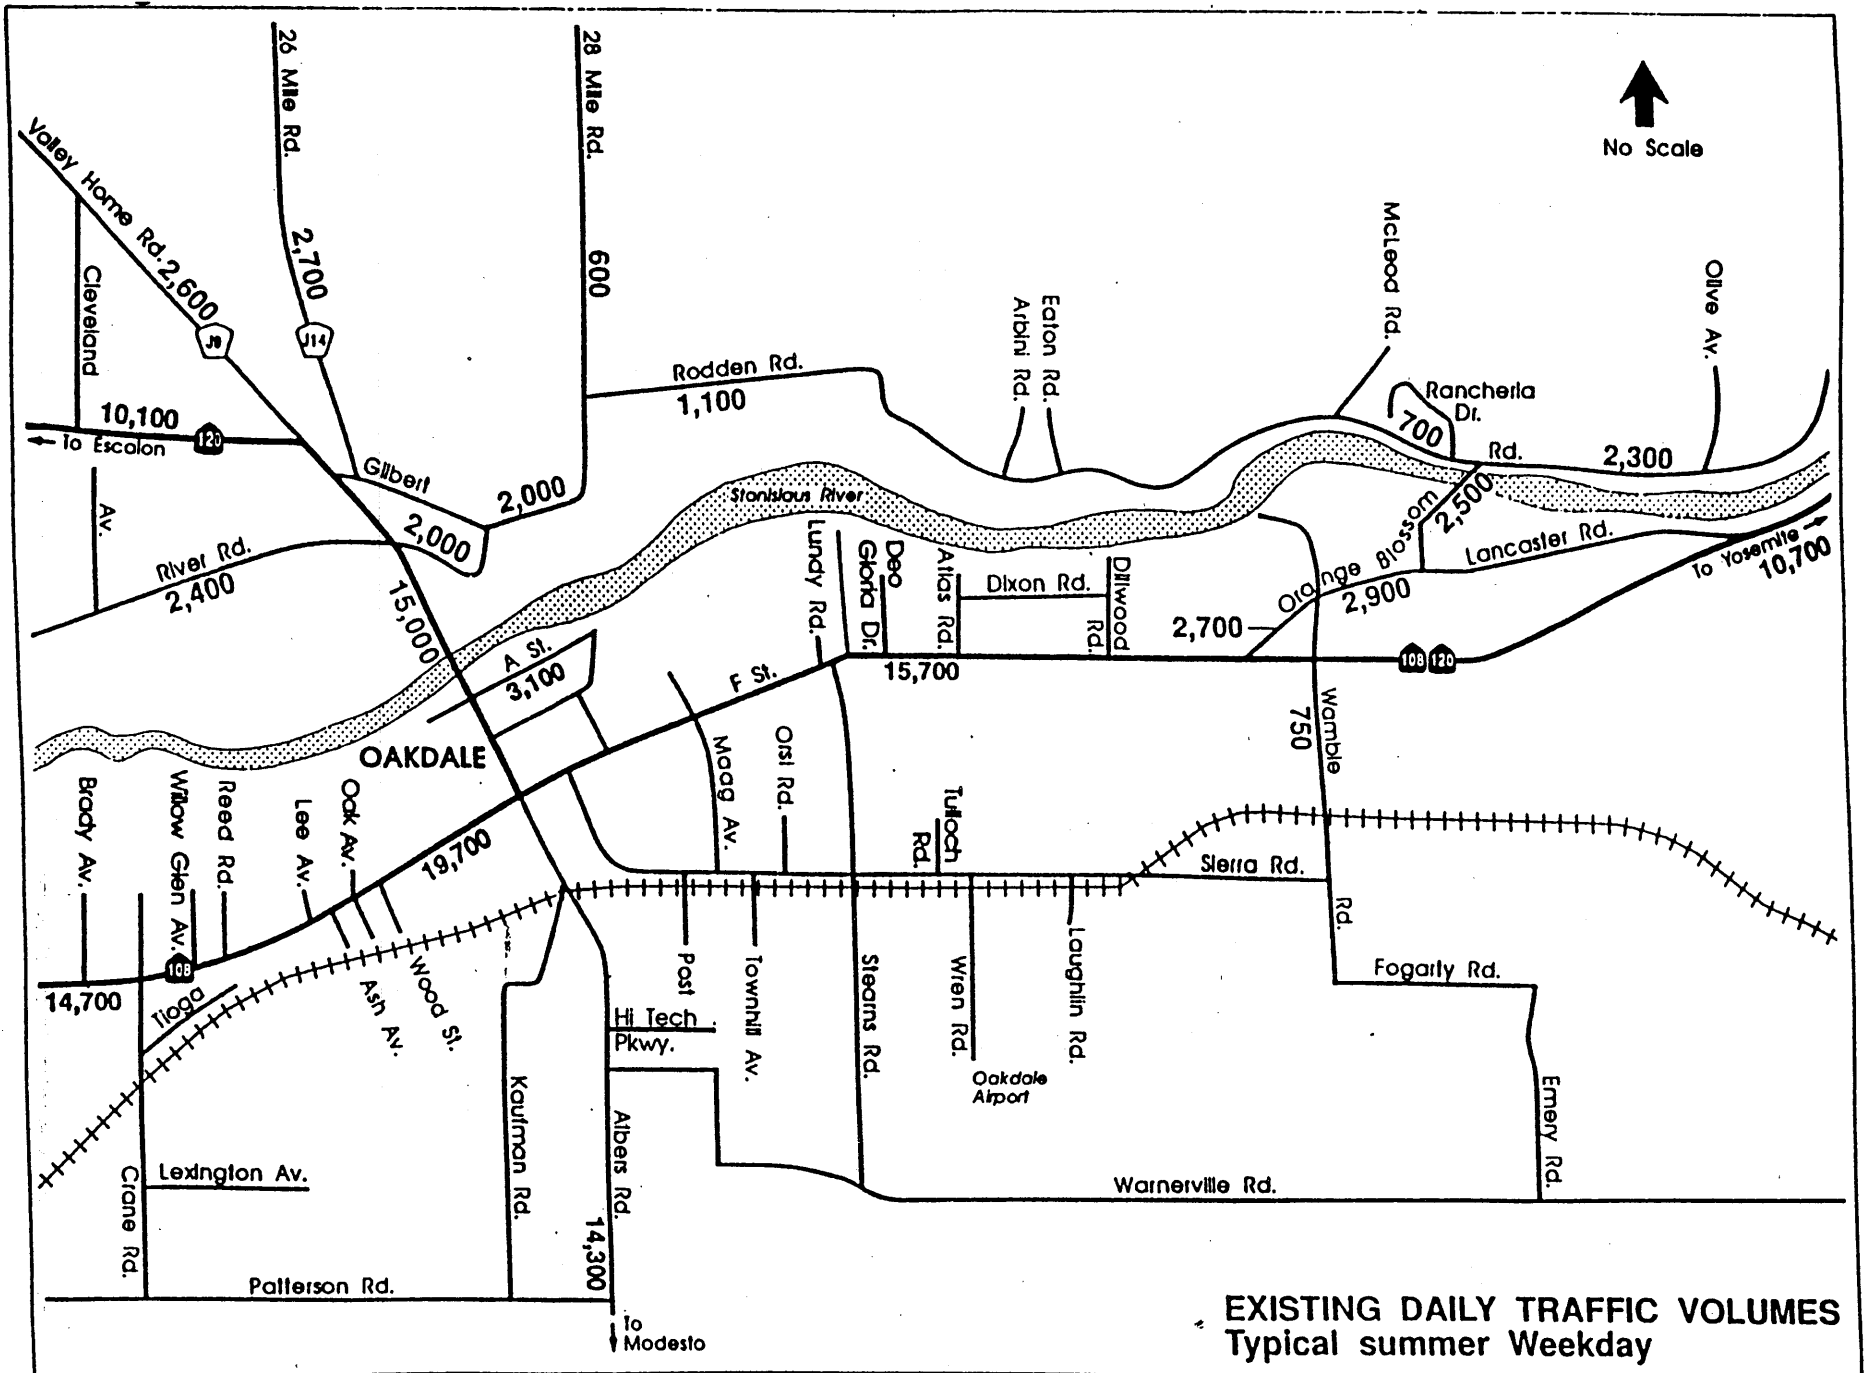 26 Mile Rd.
28 Mile Rd.
No Scale
Valley Home Rd.
2,600
J9
2,700
J14
600
Cleveland
Av.
10,100
120
To Escalon
Gilbert
2,000
2,000
River Rd.
2,400
15,000
Rodden Rd.
1,100
Arbini Rd.
Eaton Rd.
McLeod Rd.
Rancheria
Dr.
700
Rd.
2,300
Olive Av.
Stanislaus River
Orange Blossom
2,500
Lancaster Rd.
2,900
2,700
To Yosemite
10,700
Lundy Rd.
Deo
Gloria Dr.
Atlas Rd.
Dixon Rd.
Dillwood
Rd.
15,700
108
120
A St.
3,100
F St.
OAKDALE
Maag Av.
Orsi Rd.
Tulloch
Rd.
Wamble
Rd.
750
Brady Av.
Willow Glen Av.
Reed Rd.
Lee Av.
Oak Av.
19,700
108
14,700
Tioga
Ash Av.
Wood St.
Sierra Rd.
Post
Townhill Av.
Stearns Rd.
Wren Rd.
Laughlin Rd.
Oakdale
Airport
Fogarty Rd.
Emery Rd.
Hi Tech
Pkwy.
Kaufman Rd.
Albers Rd.
14,300
Crane Rd.
Lexington Av.
Patterson Rd.
Warnerville Rd.
To
Modesto
EXISTING DAILY TRAFFIC VOLUMES
Typical summer Weekday